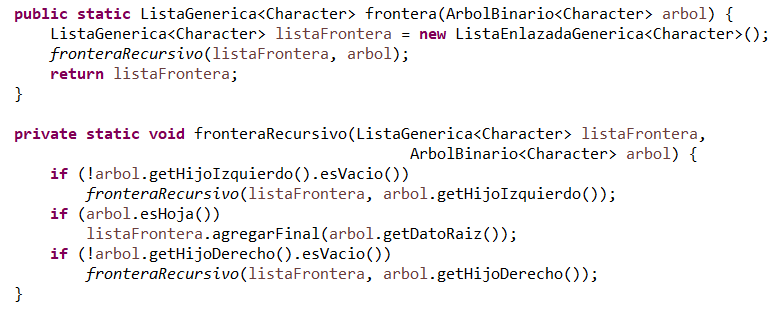 public static ListaGenerica<Character> frontera(ArbolBinario<Character> arbol) {
    ListaGenerica<Character> listaFrontera = new ListaEnlazadaGenerica<Character>();
    fronteraRecursivo(listaFrontera, arbol);
    return listaFrontera;
}

private static void fronteraRecursivo(ListaGenerica<Character> listaFrontera,
                                            ArbolBinario<Character> arbol) {
    if (!arbol.getHijoIzquierdo().esVacio())
        fronteraRecursivo(listaFrontera, arbol.getHijoIzquierdo());
    if (arbol.esHoja())
        listaFrontera.agregarFinal(arbol.getDatoRaiz());
    if (!arbol.getHijoDerecho().esVacio())
        fronteraRecursivo(listaFrontera, arbol.getHijoDerecho());
}